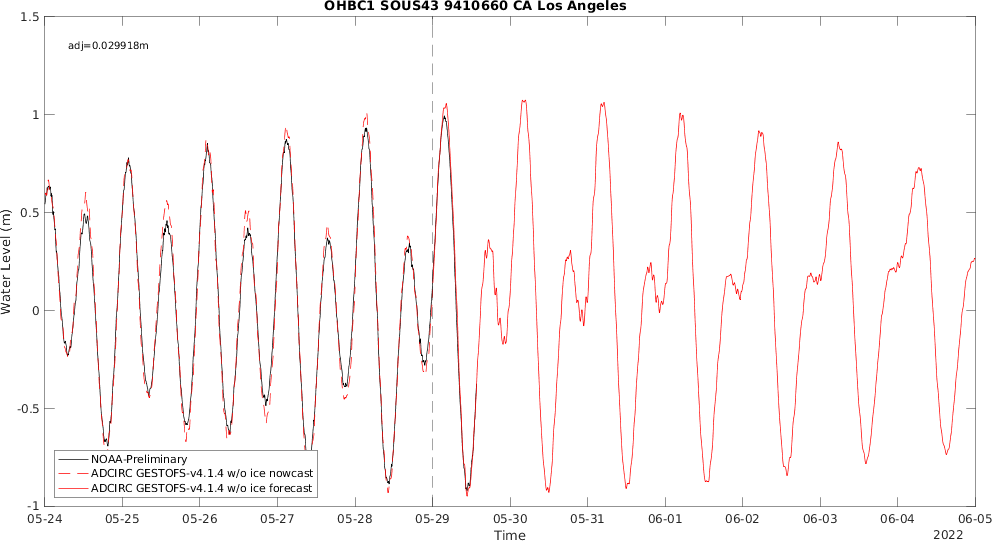 OHBC1 SOUS43 9410660 CA Los Angeles
1.5
adj=0.029918m
1
0.5
Water Level (m)
0
-0.5
NOAA-Preliminary
ADCIRC GESTOFS-v4.1.4 w/o ice nowcast
ADCIRC GESTOFS-v4.1.4 w/o ice forecast
-1
05-24 05-25 05-26 05-27 05-28 05-29 05-30 05-31 06-01 06-02 06-03 06-04 06-05
Time
2022